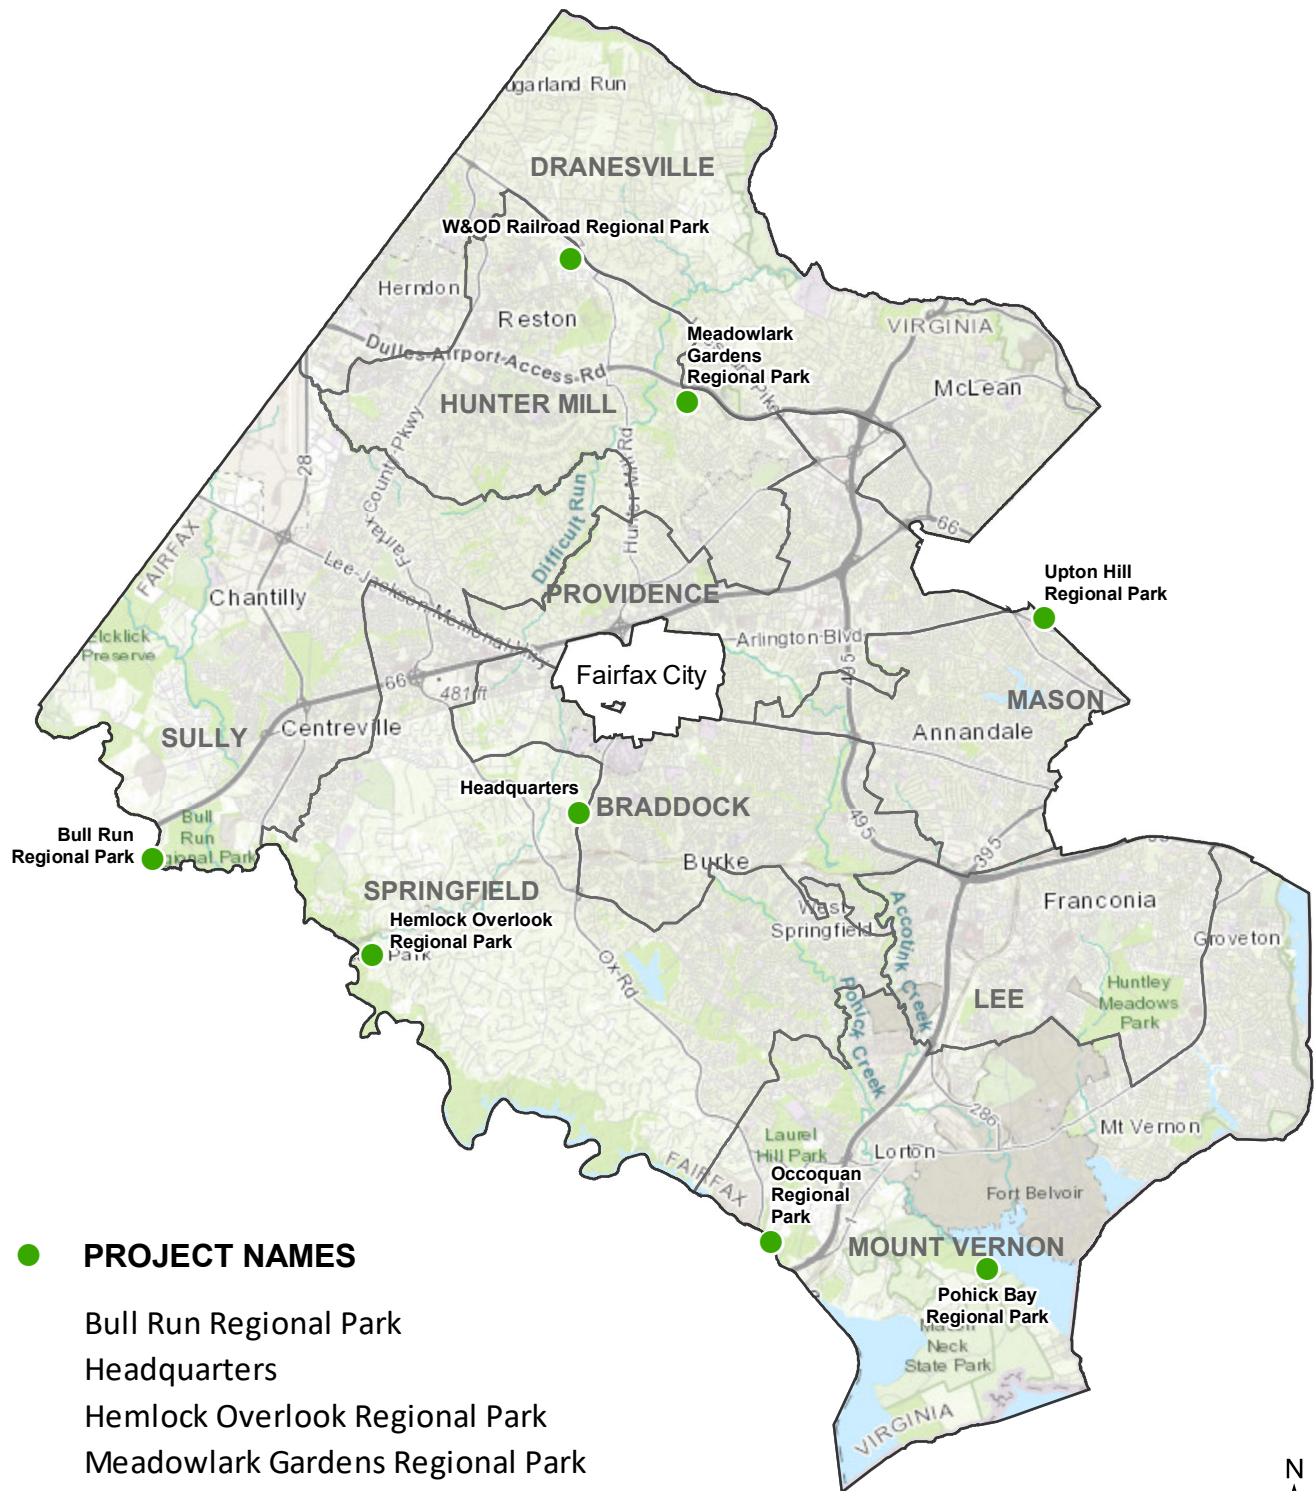 ugarland Run
DRANESVILLE
W&OD Railroad Regional Park
Herndon
Reston
Dulles Airport Access Rd
Meadowlark
Gardens
Regional Park
VIRGINIA
McLean
HUNTER MILL
28
Fairfax County Pkwy
Hunter Mill Rd
Difficult Run
66
FAIRFAX
Lee Jackson Memorial Hwy
Chantilly
PROVIDENCE
Upton Hill
Regional Park
Elcklick
Preserve
Arlington Blvd
495
Fairfax City
66
481 ft
MASON
SULLY
Centreville
Annandale
Headquarters
BRADDOCK
Bull Run
Regional Park
Bull
Run
gional Park
495
395
Burke
SPRINGFIELD
Hemlock Overlook
Regional Park
Park
West
Springfield
Accotink Creek
Franconia
Groveton
Ox Rd
Pohick Creek
LEE
Huntley
Meadows
Park
286
Mt Vernon
Laurel
Hill Park
Lorton
FAIRFAX
Occoquan
Regional
Park
Fort Belvoir
1
MOUNT VERNON
Pohick Bay
Regional Park
Mason
Neck
State Park
VIRGINIA
PROJECT NAMES
Bull Run Regional Park
Headquarters
Hemlock Overlook Regional Park
Meadowlark Gardens Regional Park
N